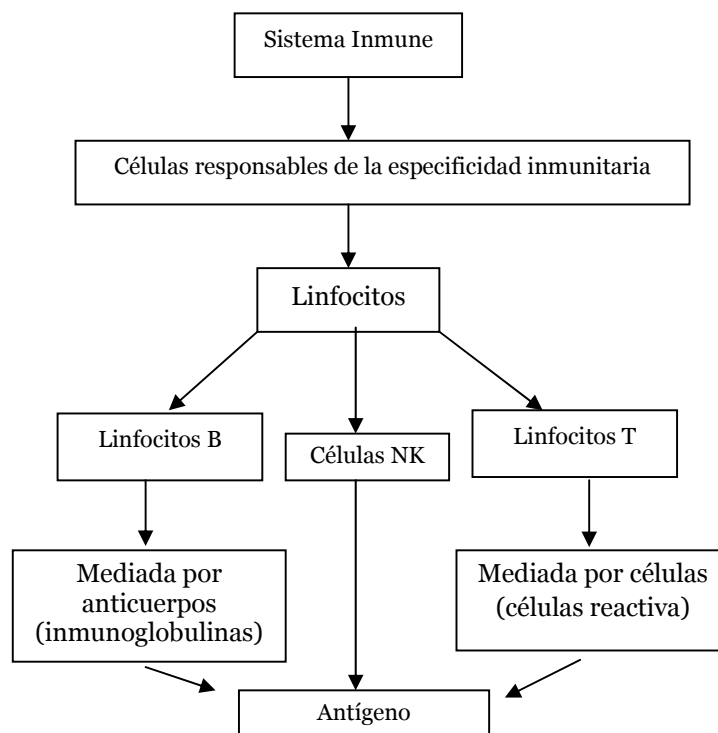 Sistema Inmune
Células responsables de la especificidad inmunitaria
Linfocitos
Linfocitos B
Células NK
Linfocitos T
Mediada por
anticuerpos
(inmunoglobulinas)
Mediada por células
(células reactiva)
Antígeno